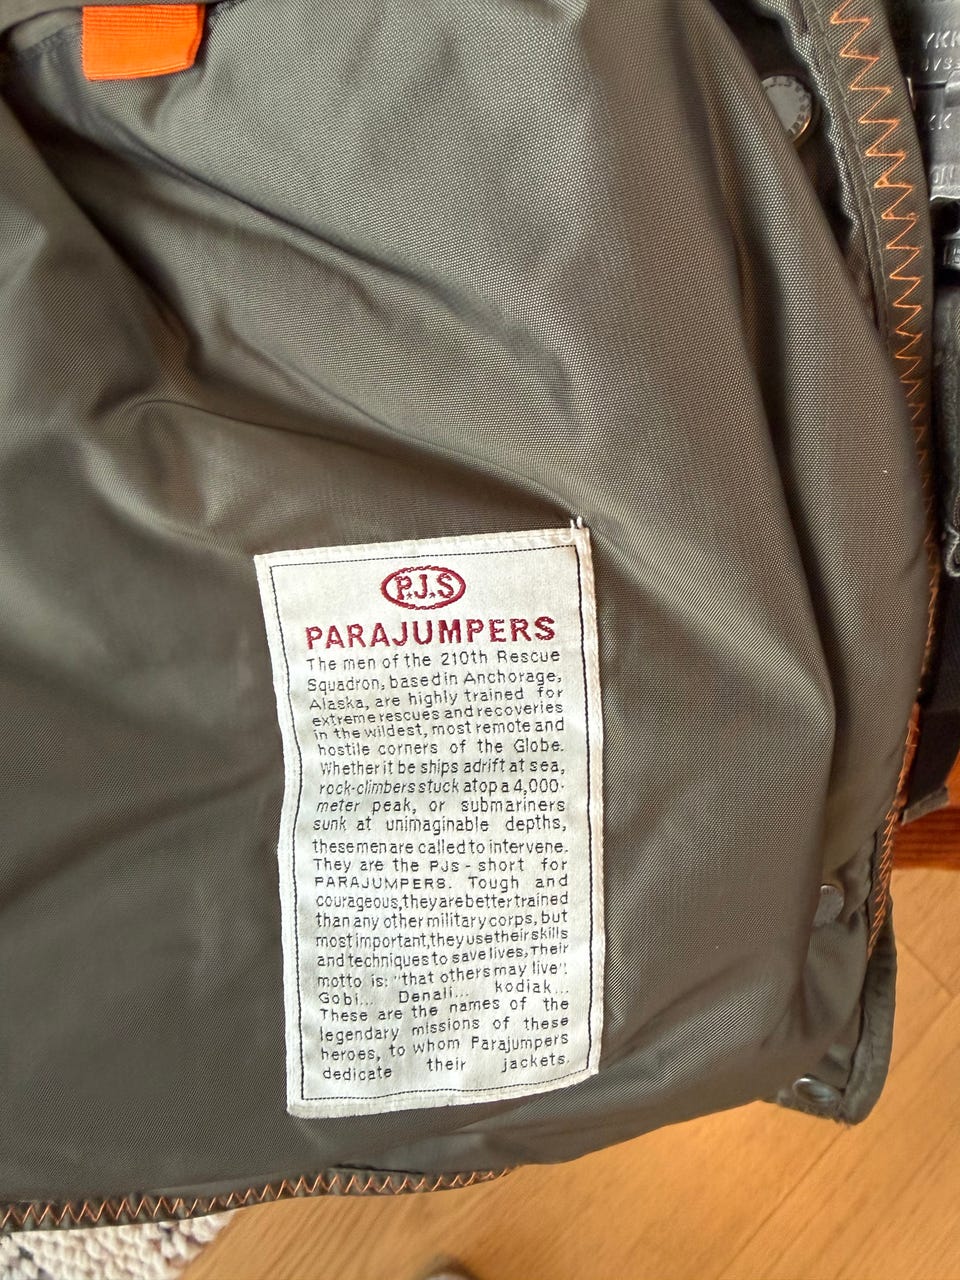 YKK
KK
P.J.S
PARAJUMPERS
The men of the 210th Rescue
Squadron, based in Anchorage,
Alaska, are highly trained for
extreme rescues and recoveries
in the wildest, most remote and
hostile corners of the Globe.
Whether it be ships adrift at sea,
rock-climbers stuck atop a 4,000-
meter peak, or submariners
sunk at unimaginable depths,
these men are called to intervene.
They are the PJs - short for
PARAJUMPERS. Tough and
courageous, they are better trained
than any other military corps, but
most important, they use their skills
and techniques to save lives, Their
motto is: "that others may live":
Gobi... Denali... kodiak...
These are the names of the
legendary missions of these
heroes, to whom Parajumpers
dedicate their jackets.